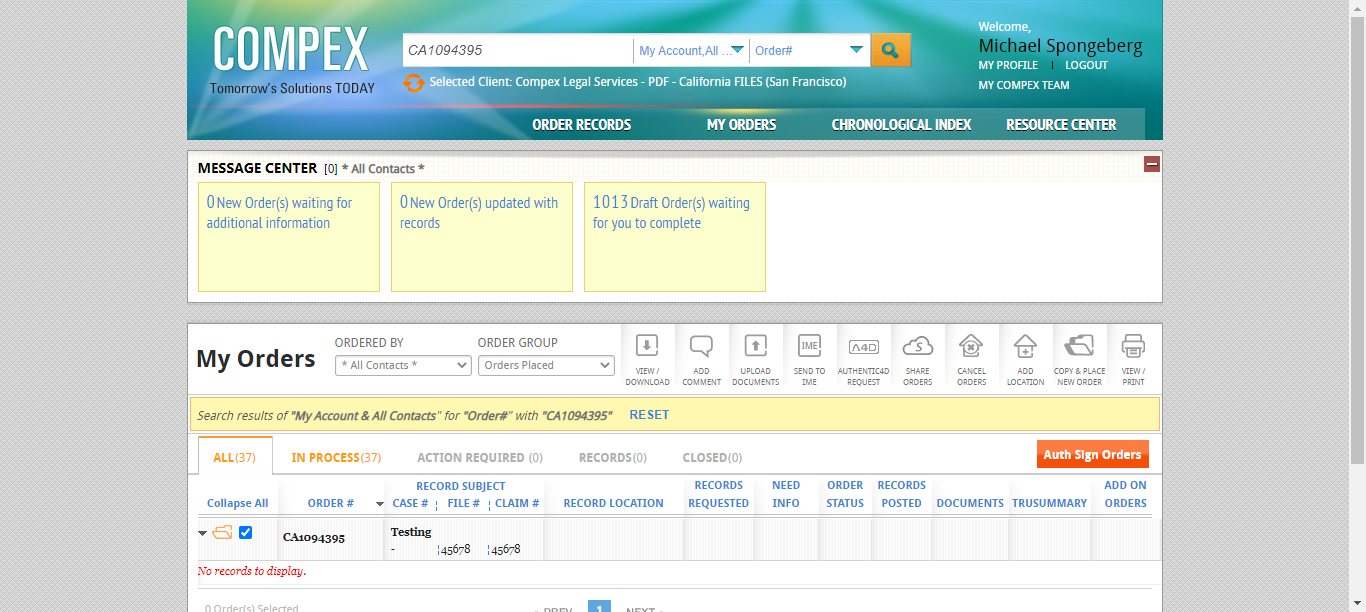 COMPEX
Tomorrow's Solutions TODAY
CA1094395 My Account,All ... Order#
Selected Client: Compex Legal Services - PDF - California FILES (San Francisco)
Welcome,
Michael Spongeberg
MY PROFILE | LOGOUT
MY COMPEX TEAM
ORDER RECORDS MY ORDERS CHRONOLOGICAL INDEX RESOURCE CENTER
MESSAGE CENTER [0] * All Contacts *
0 New Order(s) waiting for
additional information
0 New Order(s) updated with
records
1013 Draft Order(s) waiting
for you to complete
My Orders
ORDERED BY
* All Contacts *
ORDER GROUP
Orders Placed
VIEW /
DOWNLOAD
ADD
COMMENT
UPLOAD
DOCUMENTS
IME
SEND TO
IME
A4D
AUTHENTIC4D
REQUEST
S
SHARE
ORDERS
CANCEL
ORDERS
ADD
LOCATION
COPY & PLACE
NEW ORDER
VIEW /
PRINT
Search results of "My Account & All Contacts" for "Order#" with "CA1094395" RESET
ALL(37) IN PROCESS(37) ACTION REQUIRED (0) RECORDS(0) CLOSED(0) Auth Sign Orders
Collapse All
ORDER #
RECORD SUBJECT
CASE # ¦ FILE # ¦ CLAIM #
RECORD LOCATION
RECORDS
REQUESTED
NEED
INFO
ORDER
STATUS
RECORDS
POSTED
DOCUMENTS
TRUSUMMARY
ADD ON
ORDERS
CA1094395
Testing
- ¦45678 ¦45678
No records to display.
0 Order(s) Selected
« PREV 1 NEXT »